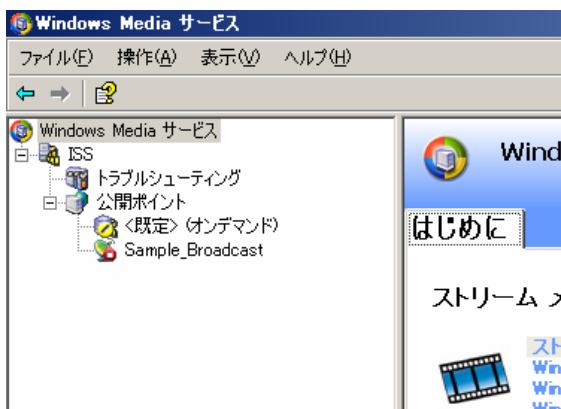 Windows Media サービス
ファイル(F) 操作(A) 表示(V) ヘルプ(H)
Windows Media サービス
ISS
トラブルシューティング
公開ポイント
<既定> (オンデマンド)
Sample_Broadcast
Wind
はじめに
ストリーム メ
スト
Win
Win
Win